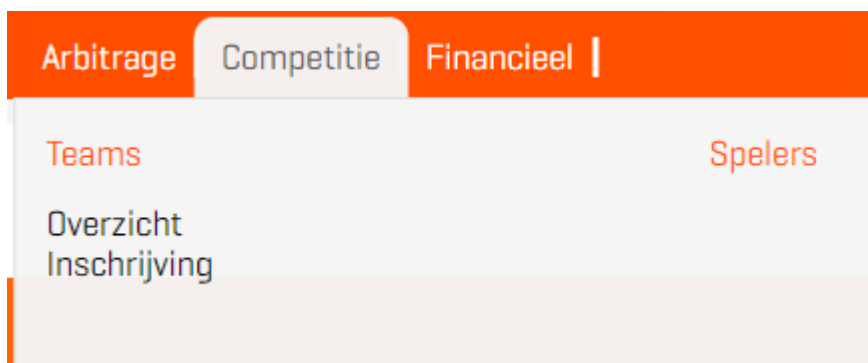 Arbitrage Competitie Financieel
Teams Spelers
Overzicht
Inschrijving